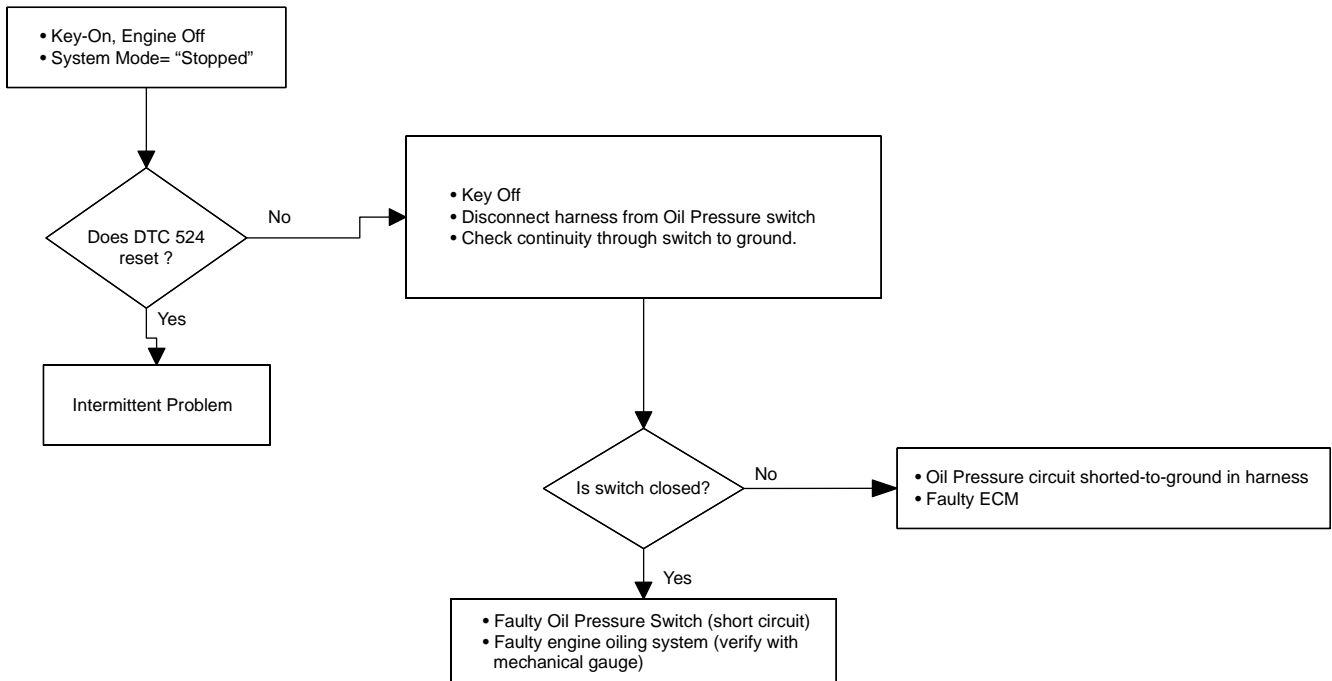 • Key-On, Engine Off
• System Mode= “Stopped”
Does DTC 524
reset ?
No
Yes
Intermittent Problem
• Key Off
• Disconnect harness from Oil Pressure switch
• Check continuity through switch to ground.
Is switch closed?
No
• Oil Pressure circuit shorted-to-ground in harness
• Faulty ECM
Yes
• Faulty Oil Pressure Switch (short circuit)
• Faulty engine oiling system (verify with
mechanical gauge)